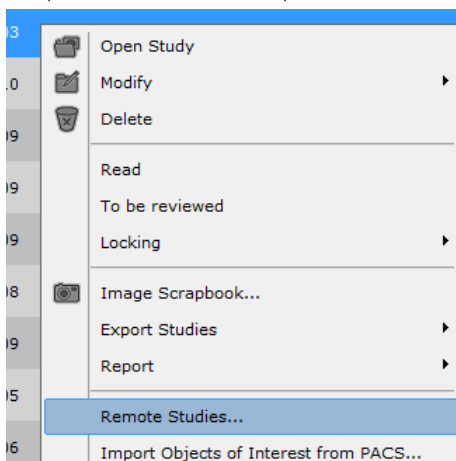 Open Study
Modify
Delete
Read
To be reviewed
Locking
Image Scrapbook...
Export Studies
Report
Remote Studies...
Import Objects of Interest from PACS...